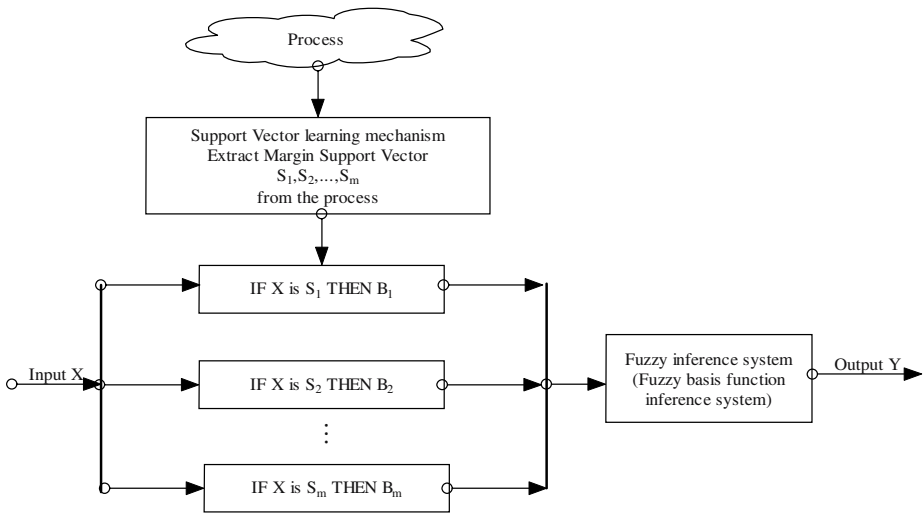 Process
Support Vector learning mechanism
Extract Margin Support Vector
S₁,S₂,...,Sₘ
from the process
IF X is S₁ THEN B₁
Input X
IF X is S₂ THEN B₂
⋮
IF X is Sₘ THEN Bₘ
Fuzzy inference system
(Fuzzy basis function
inference system)
Output Y